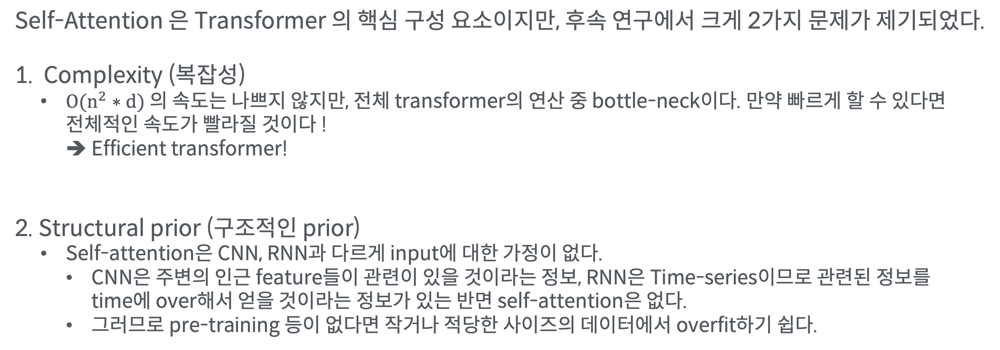 Self-Attention 은 Transformer 의 핵심 구성 요소이지만, 후속 연구에서 크게 2가지 문제가 제기되었다.
1. Complexity (복잡성)
• O(n² * d) 의 속도는 나쁘지 않지만, 전체 transformer의 연산 중 bottle-neck이다. 만약 빠르게 할 수 있다면
전체적인 속도가 빨라질 것이다 !
➔ Efficient transformer!
2. Structural prior (구조적인 prior)
• Self-attention은 CNN, RNN과 다르게 input에 대한 가정이 없다.
• CNN은 주변의 인근 feature들이 관련이 있을 것이라는 정보, RNN은 Time-series이므로 관련된 정보를
time에 over해서 얻을 것이라는 정보가 있는 반면 self-attention은 없다.
• 그러므로 pre-training 등이 없다면 작거나 적당한 사이즈의 데이터에서 overfit하기 쉽다.